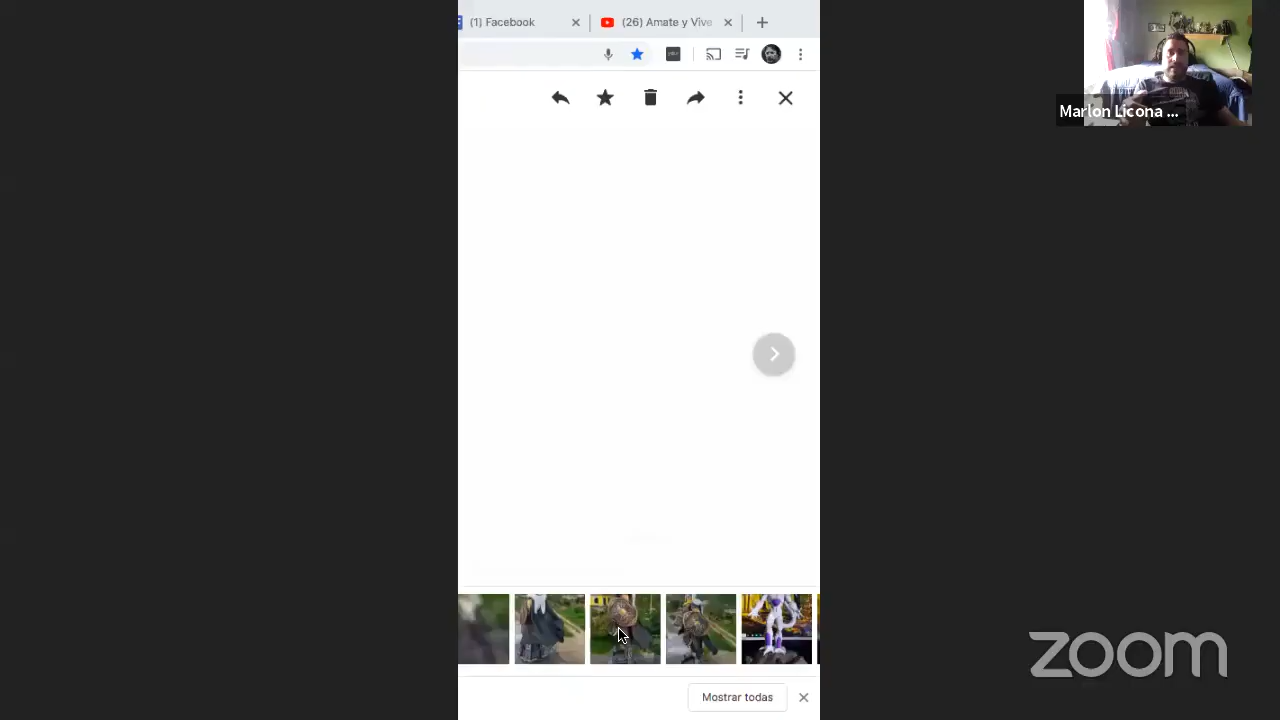 (1) Facebook
(26) Amate y Vive
Marlon Licona ...
Mostrar todas
zoom